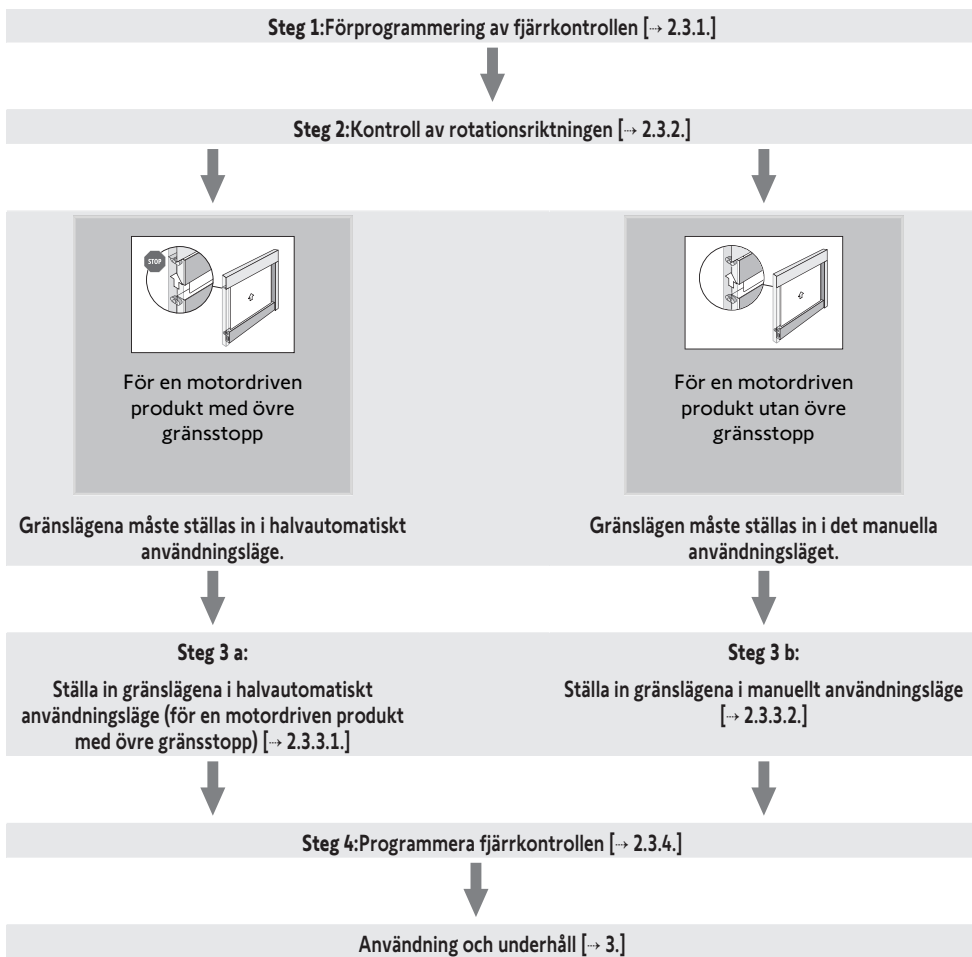 Steg 1:Förprogrammering av fjärrkontrollen [⇢ 2.3.1.]
Steg 2:Kontroll av rotationsriktningen [⇢ 2.3.2.]
STOP
För en motordriven
produkt med övre
gränsstopp
Gränslägena måste ställas in i halvautomatiskt
användningsläge.
För en motordriven
produkt utan övre
gränsstopp
Gränslägen måste ställas in i det manuella
användningsläget.
Steg 3 a:
Ställa in gränslägena i halvautomatiskt
användningsläge (för en motordriven produkt
med övre gränsstopp) [⇢ 2.3.3.1.]
Steg 3 b:
Ställa in gränslägena i manuellt användningsläge
[⇢ 2.3.3.2.]
Steg 4:Programmera fjärrkontrollen [⇢ 2.3.4.]
Användning och underhåll [⇢ 3.]